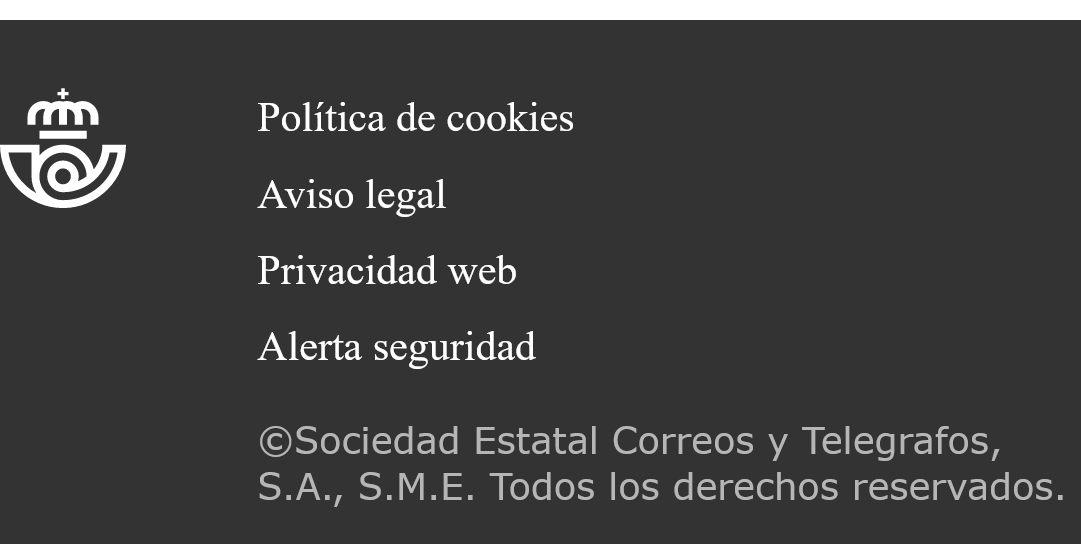 Política de cookies
Aviso legal
Privacidad web
Alerta seguridad
©Sociedad Estatal Correos y Telegrafos,
S.A., S.M.E. Todos los derechos reservados.